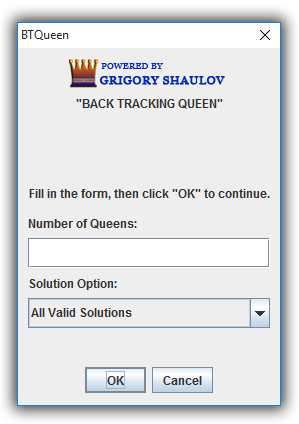 BTQueen
POWERED BY
GRIGORY SHAULOV
"BACK TRACKING QUEEN"
Fill in the form, then click "OK" to continue.
Number of Queens:
Solution Option:
All Valid Solutions
OK
Cancel